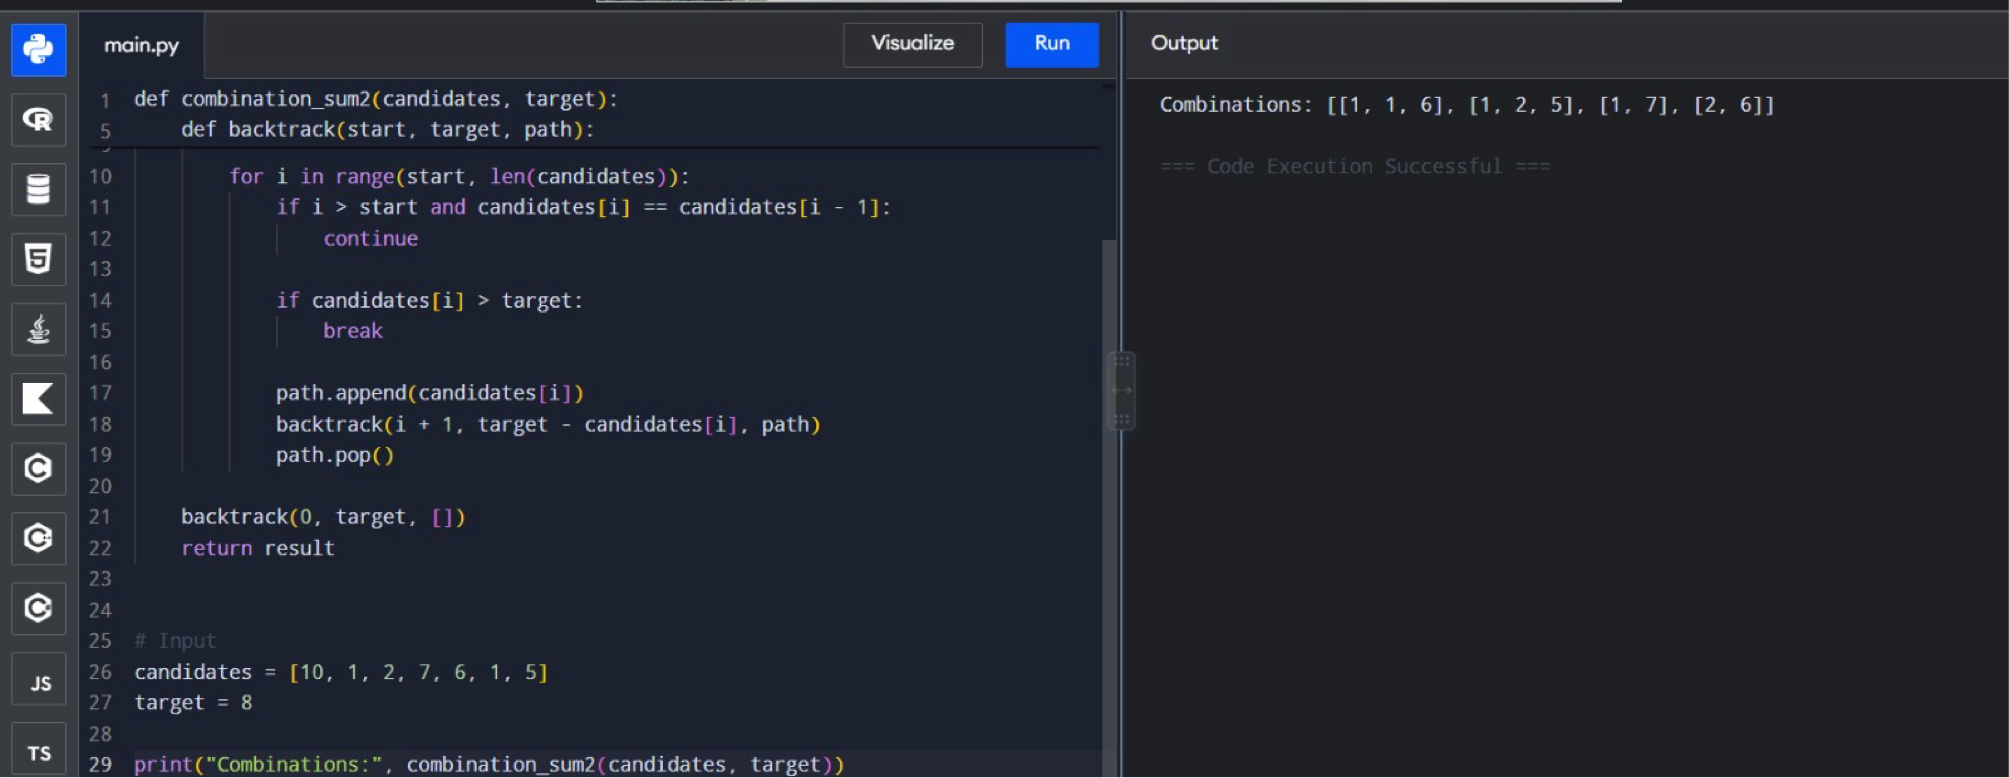 main.py
Visualize
Run
Output
1 def combination_sum2(candidates, target):
5     def backtrack(start, target, path):
10         for i in range(start, len(candidates)):
11             if i > start and candidates[i] == candidates[i - 1]:
12                 continue
13
14             if candidates[i] > target:
15                 break
16
17             path.append(candidates[i])
18             backtrack(i + 1, target - candidates[i], path)
19             path.pop()
20
21     backtrack(0, target, [])
22     return result
23
24
25 # Input
26 candidates = [10, 1, 2, 7, 6, 1, 5]
27 target = 8
28
29 print("Combinations:", combination_sum2(candidates, target))
Combinations: [[1, 1, 6], [1, 2, 5], [1, 7], [2, 6]]
=== Code Execution Successful ===
R
5
C
C
C
JS
TS